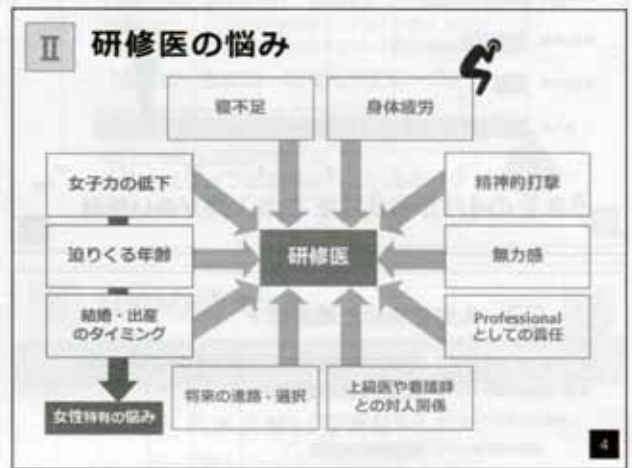 II 研修医の悩み
寝不足
身体疲労
女子力の低下
精神的打撃
迫りくる年齢
研修医
無力感
結婚・出産
のタイミング
Professional
としての責任
将来の進路・選択
上級医や看護師
との対人関係
女性特有の悩み
4